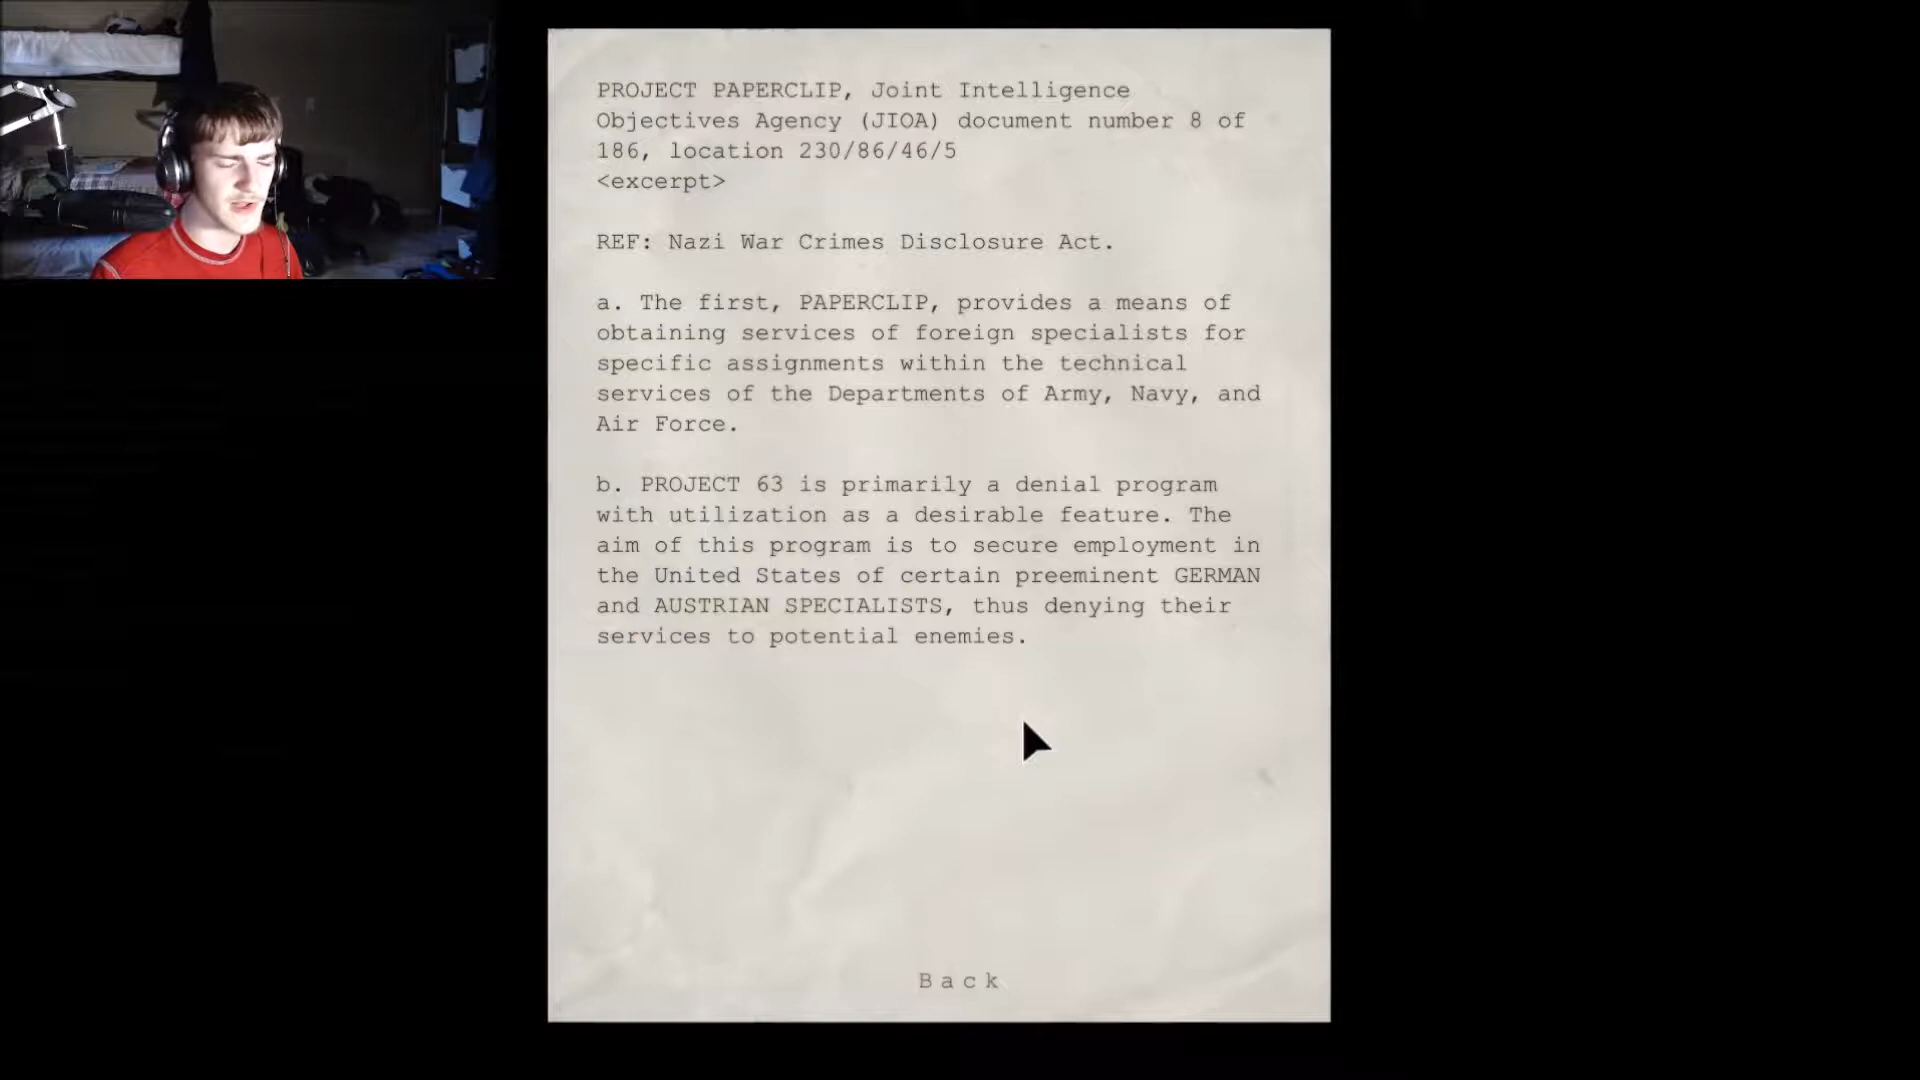 PROJECT PAPERCLIP, Joint Intelligence
Objectives Agency (JIOA) document number 8 of
186, location 230/86/46/5
<excerpt>
REF: Nazi War Crimes Disclosure Act.
a. The first, PAPERCLIP, provides a means of
obtaining services of foreign specialists for
specific assignments within the technical
services of the Departments of Army, Navy, and
Air Force.
b. PROJECT 63 is primarily a denial program
with utilization as a desirable feature. The
aim of this program is to secure employment in
the United States of certain preeminent GERMAN
and AUSTRIAN SPECIALISTS, thus denying their
services to potential enemies.
Back